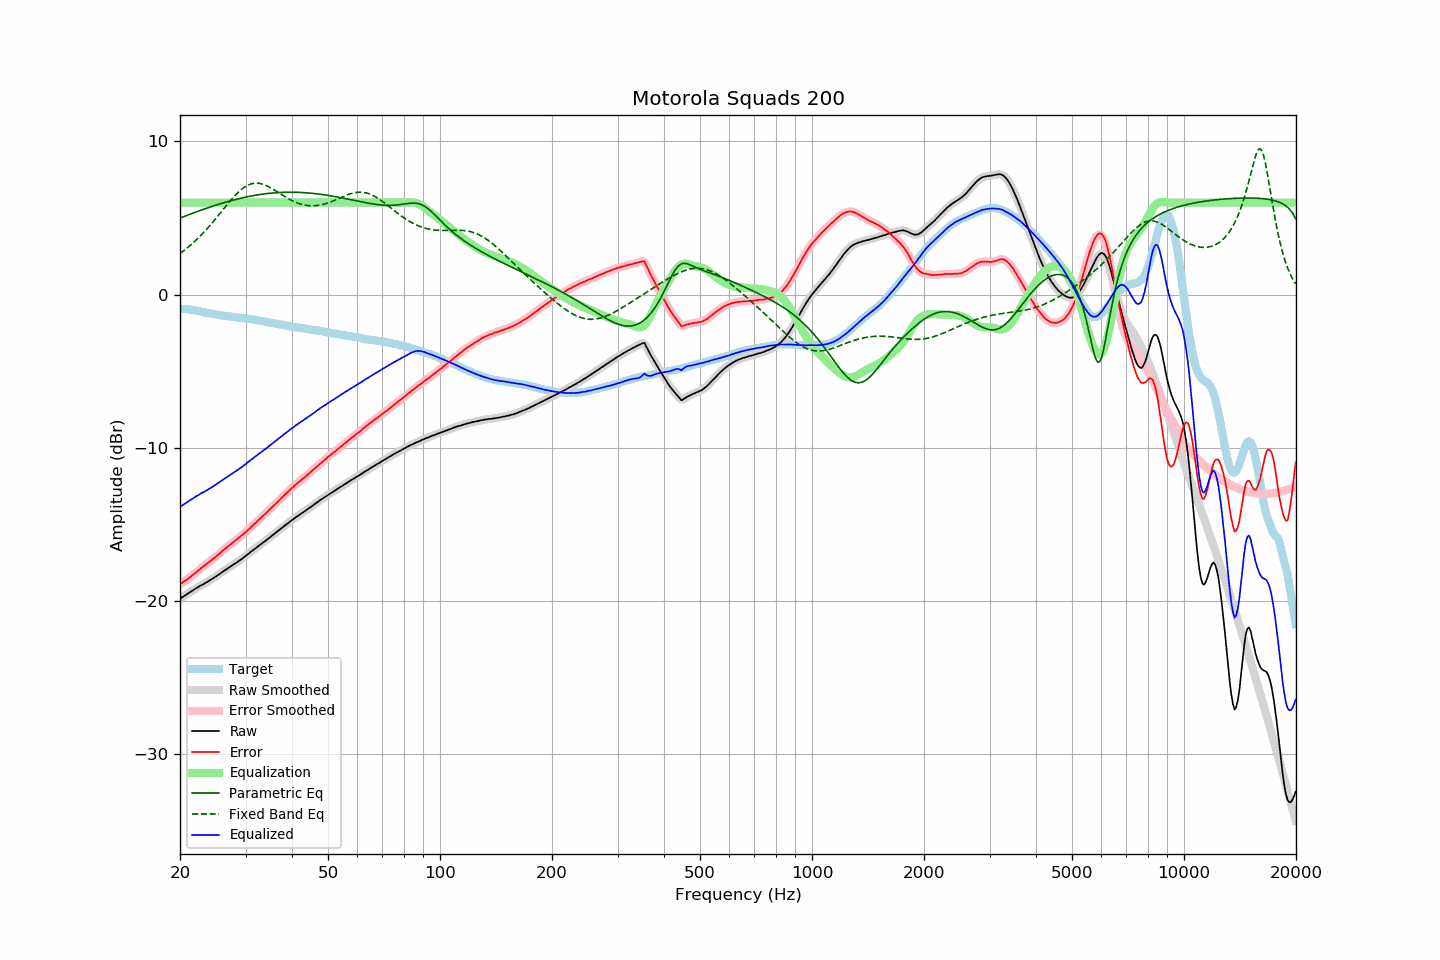 Motorola Squads 200
10
0
−10
−20
−30
Amplitude (dBr)
Target
Raw Smoothed
Error Smoothed
Raw
Error
Equalization
Parametric Eq
Fixed Band Eq
Equalized
20
50
100
200
500
1000
2000
5000
10000
20000
Frequency (Hz)